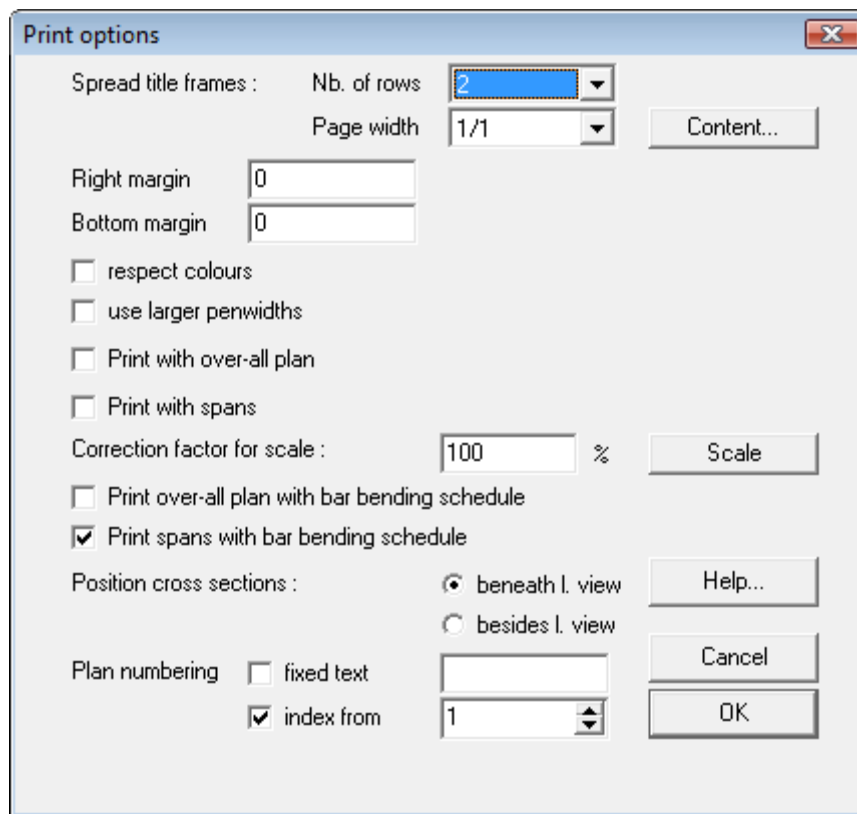 Print options
Spread title frames : Nb. of rows 2
Page width 1/1 Content...
Right margin 0
Bottom margin 0
respect colours
use larger penwidths
Print with over-all plan
Print with spans
Correction factor for scale : 100 % Scale
Print over-all plan with bar bending schedule
Print spans with bar bending schedule
Position cross sections : beneath l. view Help...
besides l. view
Cancel
Plan numbering fixed text
index from 1 OK